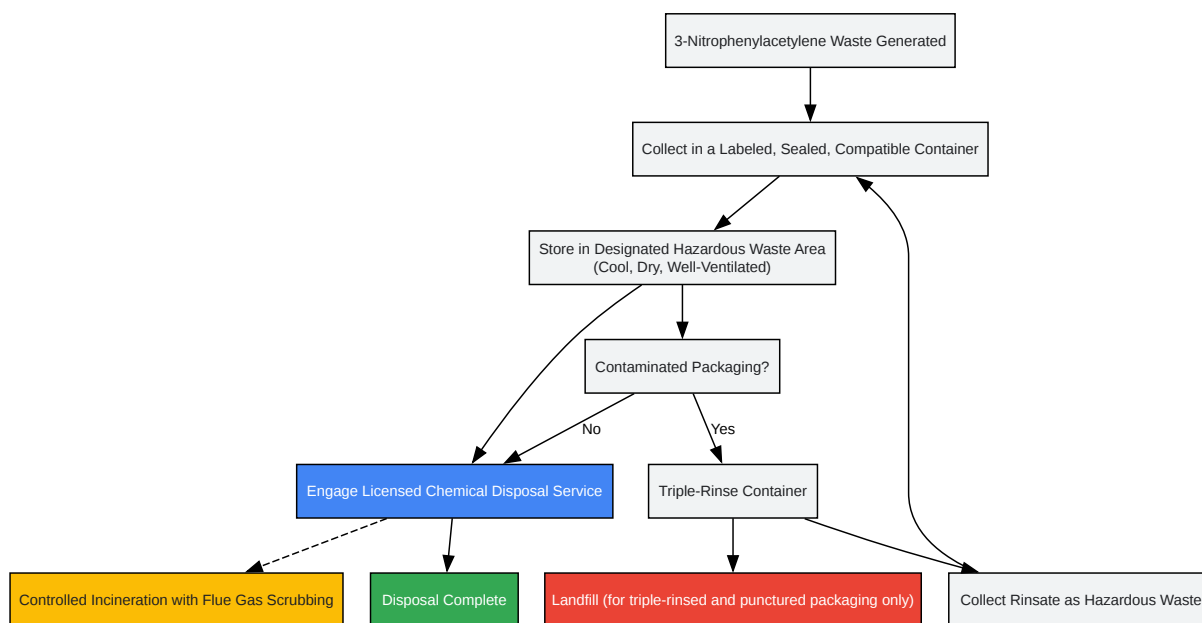 3-Nitrophenylacetylene Waste Generated
Collect in a Labeled, Sealed, Compatible Container
Store in Designated Hazardous Waste Area
(Cool, Dry, Well-Ventilated)
Contaminated Packaging?
No
Yes
Engage Licensed Chemical Disposal Service
Triple-Rinse Container
Controlled Incineration with Flue Gas Scrubbing
Disposal Complete
Landfill (for triple-rinsed and punctured packaging only)
Collect Rinsate as Hazardous Waste